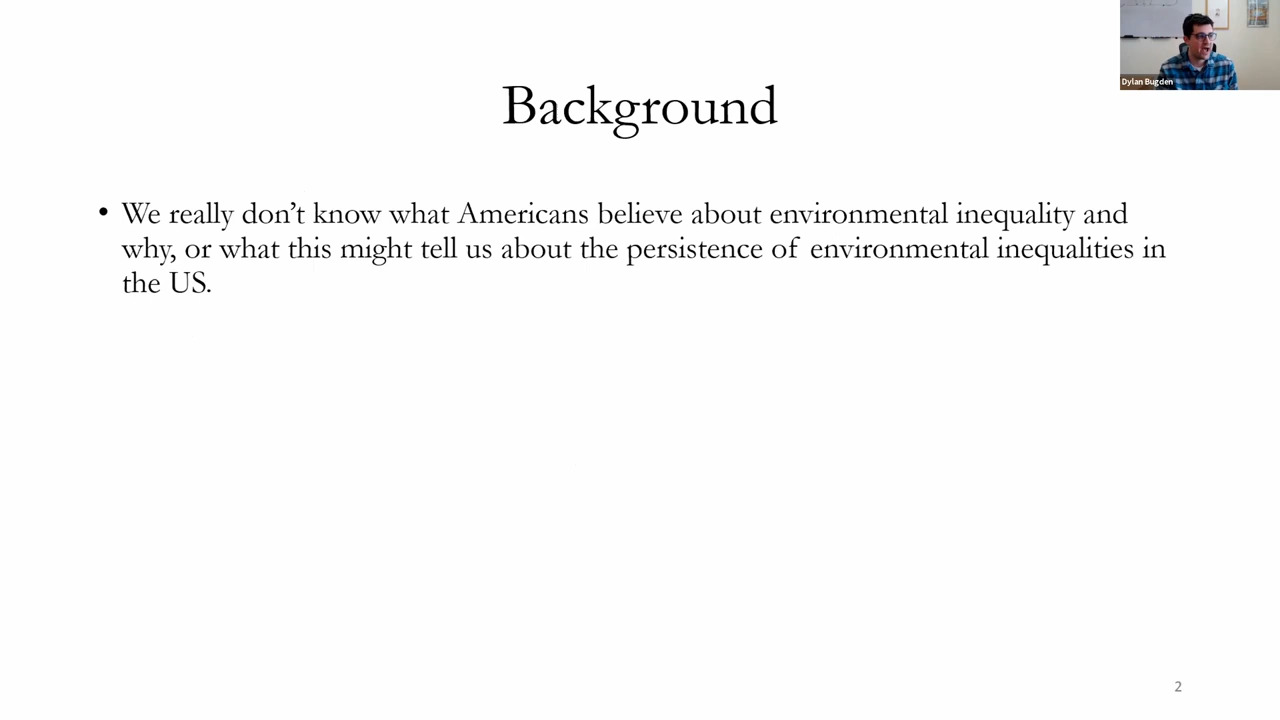 Dylan Bugden
Background
• We really don’t know what Americans believe about environmental inequality and
why, or what this might tell us about the persistence of environmental inequalities in
the US.
2